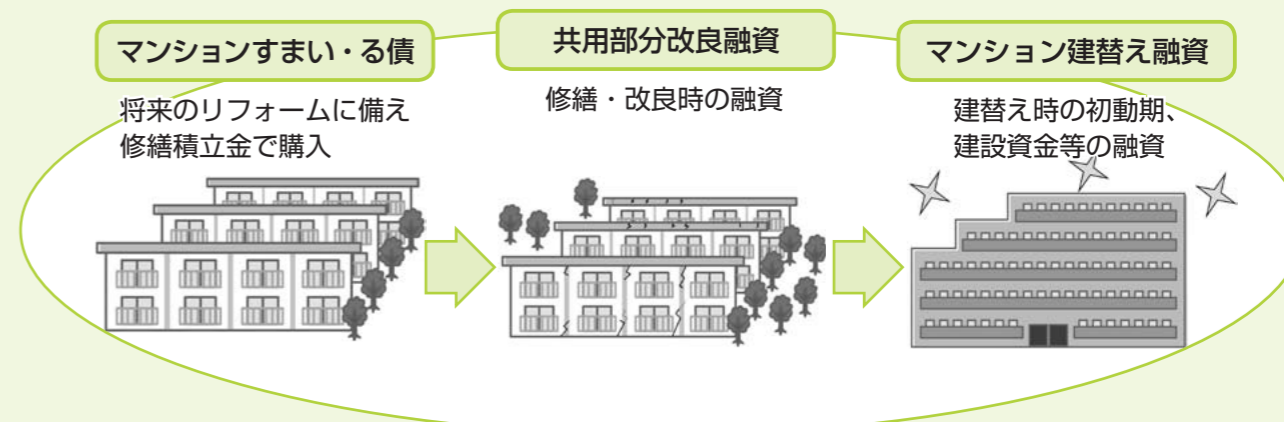 マンションすまい・る債
将来のリフォームに備え
修繕積立金で購入
共用部分改良融資
修繕・改良時の融資
マンション建替え融資
建替え時の初動期、
建設資金等の融資